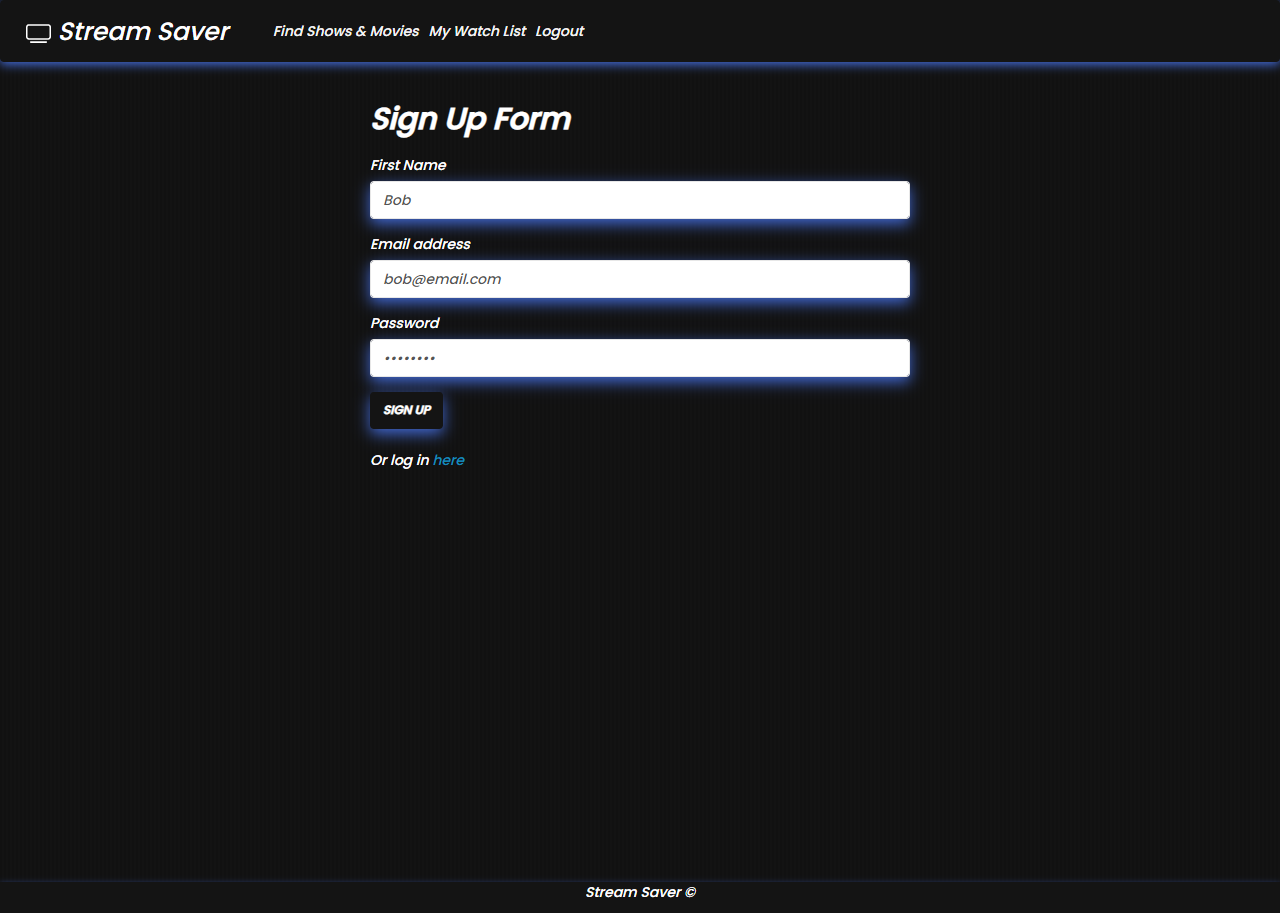 Stream Saver Find Shows & Movies My Watch List Logout
Sign Up Form
First Name
Bob
Email address
bob@email.com
Password
••••••••
SIGN UP
Or log in here
Stream Saver ©